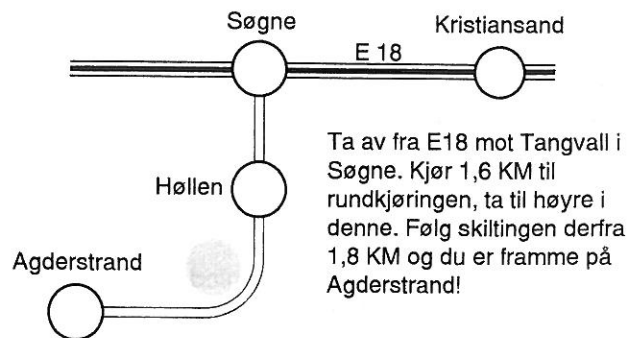 Søgne
Kristiansand
E 18
Ta av fra E18 mot Tangvall i
Søgne. Kjør 1,6 KM til
rundkjøringen, ta til høyre i
denne. Følg skiltingen derfra
1,8 KM og du er framme på
Agderstrand!
Høllen
Agderstrand